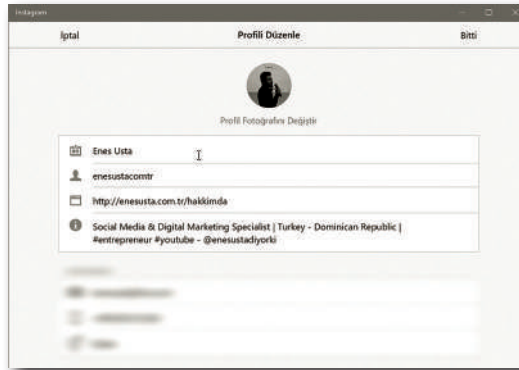 Instagram
İptal Profili Düzenle Bitti
Profil Fotoğrafını Değiştir
Enes Usta
enesustacomtr
http://enesusta.com.tr/hakkimda
Social Media & Digital Marketing Specialist | Turkey - Dominican Republic |
#entrepreneur #youtube - @enesustadiyorki